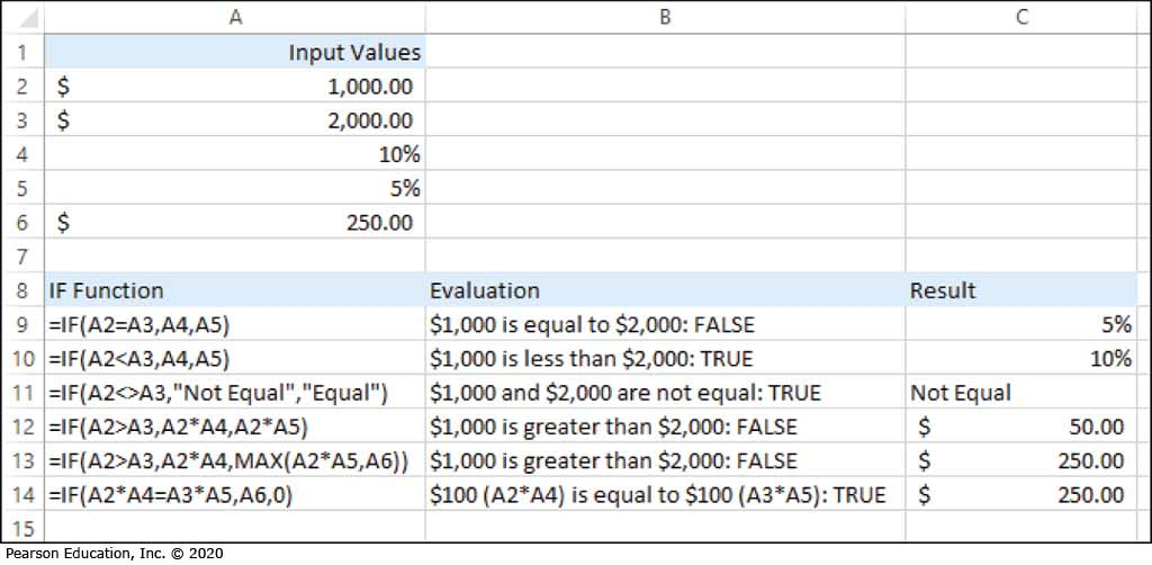 A B C
1 Input Values
2 $ 1,000.00
3 $ 2,000.00
4 10%
5 5%
6 $ 250.00
7
8 IF Function Evaluation Result
9 =IF(A2=A3,A4,A5) $1,000 is equal to $2,000: FALSE 5%
10 =IF(A2<A3,A4,A5) $1,000 is less than $2,000: TRUE 10%
11 =IF(A2<>A3,"Not Equal","Equal") $1,000 and $2,000 are not equal: TRUE Not Equal
12 =IF(A2>A3,A2*A4,A2*A5) $1,000 is greater than $2,000: FALSE $ 50.00
13 =IF(A2>A3,A2*A4,MAX(A2*A5,A6)) $1,000 is greater than $2,000: FALSE $ 250.00
14 =IF(A2*A4=A3*A5,A6,0) $100 (A2*A4) is equal to $100 (A3*A5): TRUE $ 250.00
15
Pearson Education, Inc. © 2020